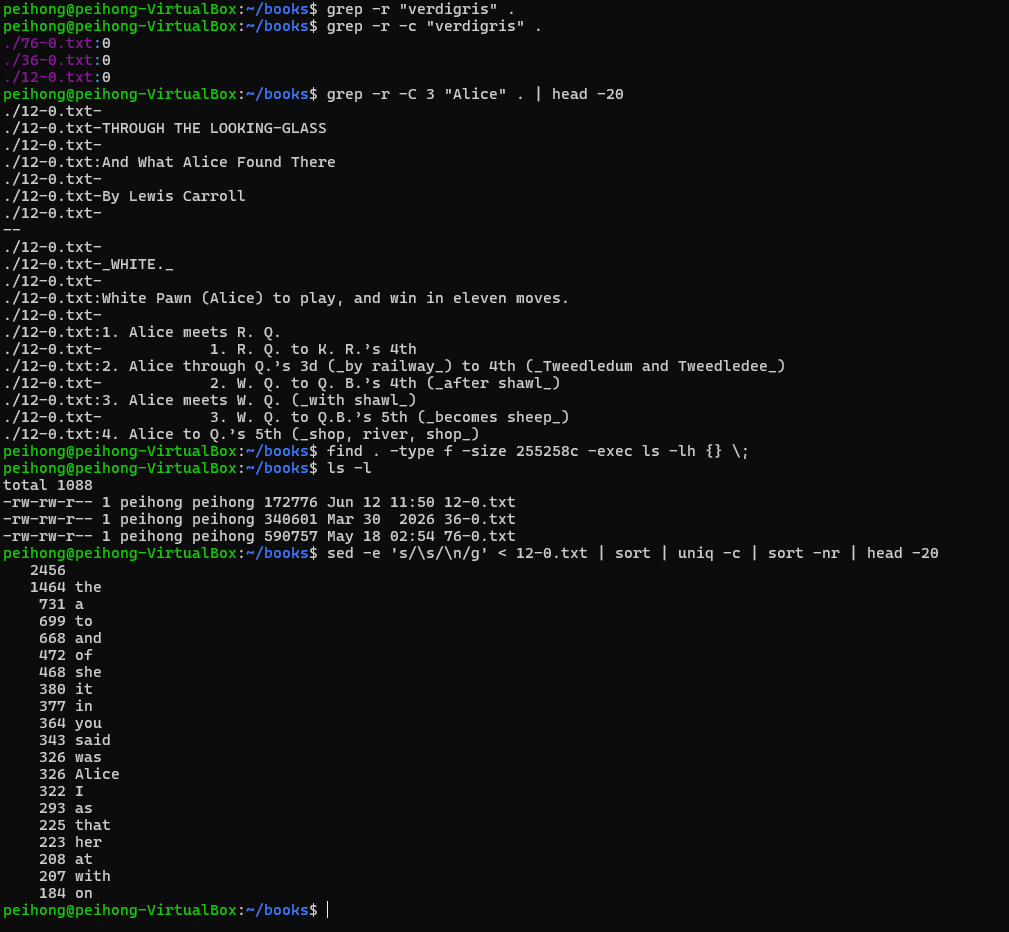 peihong@peihong-VirtualBox:~/books$ grep -r "verdigris" .
peihong@peihong-VirtualBox:~/books$ grep -r -c "verdigris" .
./76-0.txt:0
./36-0.txt:0
./12-0.txt:0
peihong@peihong-VirtualBox:~/books$ grep -r -C 3 "Alice" . | head -20
./12-0.txt-
./12-0.txt-THROUGH THE LOOKING-GLASS
./12-0.txt-
./12-0.txt:And What Alice Found There
./12-0.txt-
./12-0.txt-By Lewis Carroll
./12-0.txt-
--
./12-0.txt-
./12-0.txt-_WHITE._
./12-0.txt-
./12-0.txt:White Pawn (Alice) to play, and win in eleven moves.
./12-0.txt-
./12-0.txt:1. Alice meets R. Q.
./12-0.txt-            1. R. Q. to K. R.’s 4th
./12-0.txt:2. Alice through Q.’s 3d (_by railway_) to 4th (_Tweedledum and Tweedledee_)
./12-0.txt-            2. W. Q. to Q. B.’s 4th (_after shawl_)
./12-0.txt:3. Alice meets W. Q. (_with shawl_)
./12-0.txt-            3. W. Q. to Q.B.’s 5th (_becomes sheep_)
./12-0.txt:4. Alice to Q.’s 5th (_shop, river, shop_)
peihong@peihong-VirtualBox:~/books$ find . -type f -size 255258c -exec ls -lh {} \;
peihong@peihong-VirtualBox:~/books$ ls -l
total 1088
-rw-rw-r-- 1 peihong peihong 172776 Jun 12 11:50 12-0.txt
-rw-rw-r-- 1 peihong peihong 340601 Mar 30  2026 36-0.txt
-rw-rw-r-- 1 peihong peihong 590757 May 18 02:54 76-0.txt
peihong@peihong-VirtualBox:~/books$ sed -e 's/\s/\n/g' < 12-0.txt | sort | uniq -c | sort -nr | head -20
   2456
   1464 the
    731 a
    699 to
    668 and
    472 of
    468 she
    380 it
    377 in
    364 you
    343 said
    326 was
    326 Alice
    322 I
    293 as
    225 that
    223 her
    208 at
    207 with
    184 on
peihong@peihong-VirtualBox:~/books$